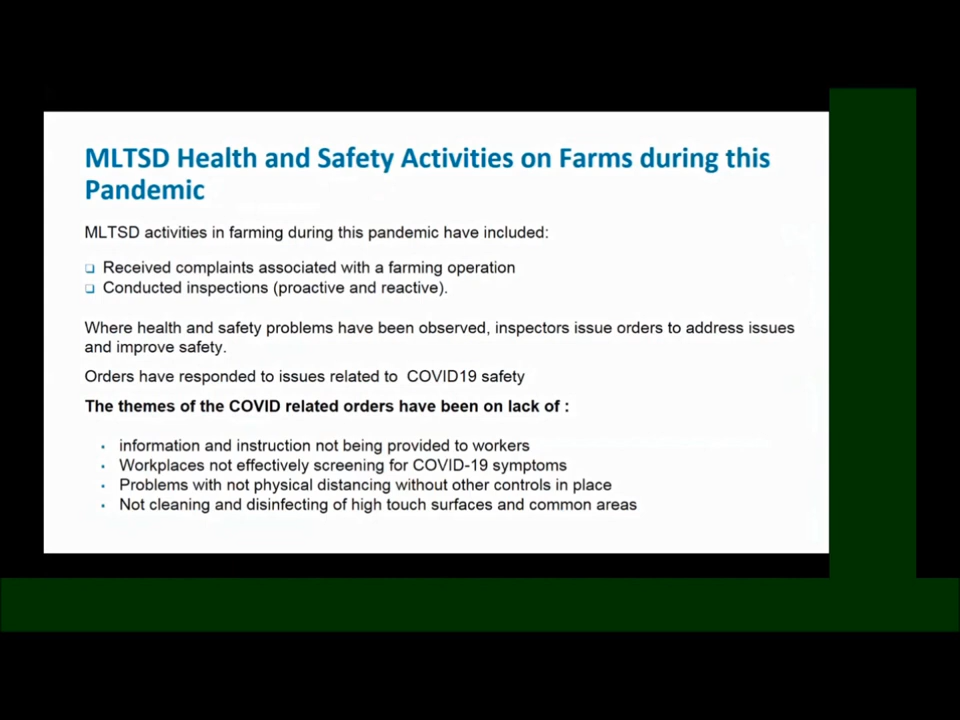 MLTSD Health and Safety Activities on Farms during this
Pandemic
MLTSD activities in farming during this pandemic have included:
❑ Received complaints associated with a farming operation
❑ Conducted inspections (proactive and reactive).
Where health and safety problems have been observed, inspectors issue orders to address issues
and improve safety.
Orders have responded to issues related to  COVID19 safety
The themes of the COVID related orders have been on lack of :
• information and instruction not being provided to workers
• Workplaces not effectively screening for COVID-19 symptoms
• Problems with not physical distancing without other controls in place
• Not cleaning and disinfecting of high touch surfaces and common areas